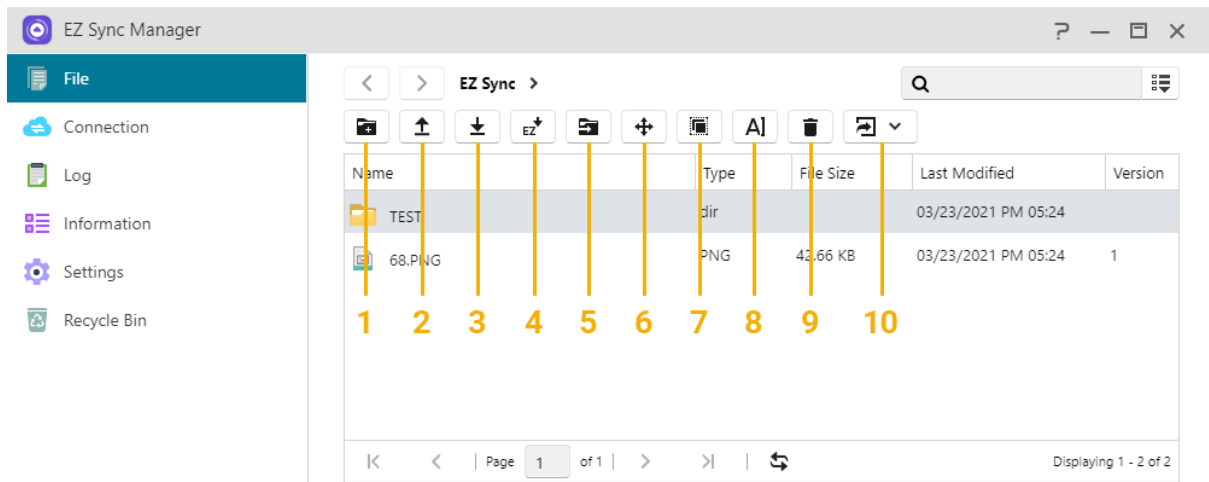 EZ Sync Manager
File
Connection
Log
Information
Settings
Recycle Bin
EZ Sync >
EZ
A]
Name Type File Size Last Modified Version
TEST dir 03/23/2021 PM 05:24
68.PNG PNG 42.66 KB 03/23/2021 PM 05:24 1
1 2 3 4 5 6 7 8 9 10
Page 1 of 1 Displaying 1 - 2 of 2